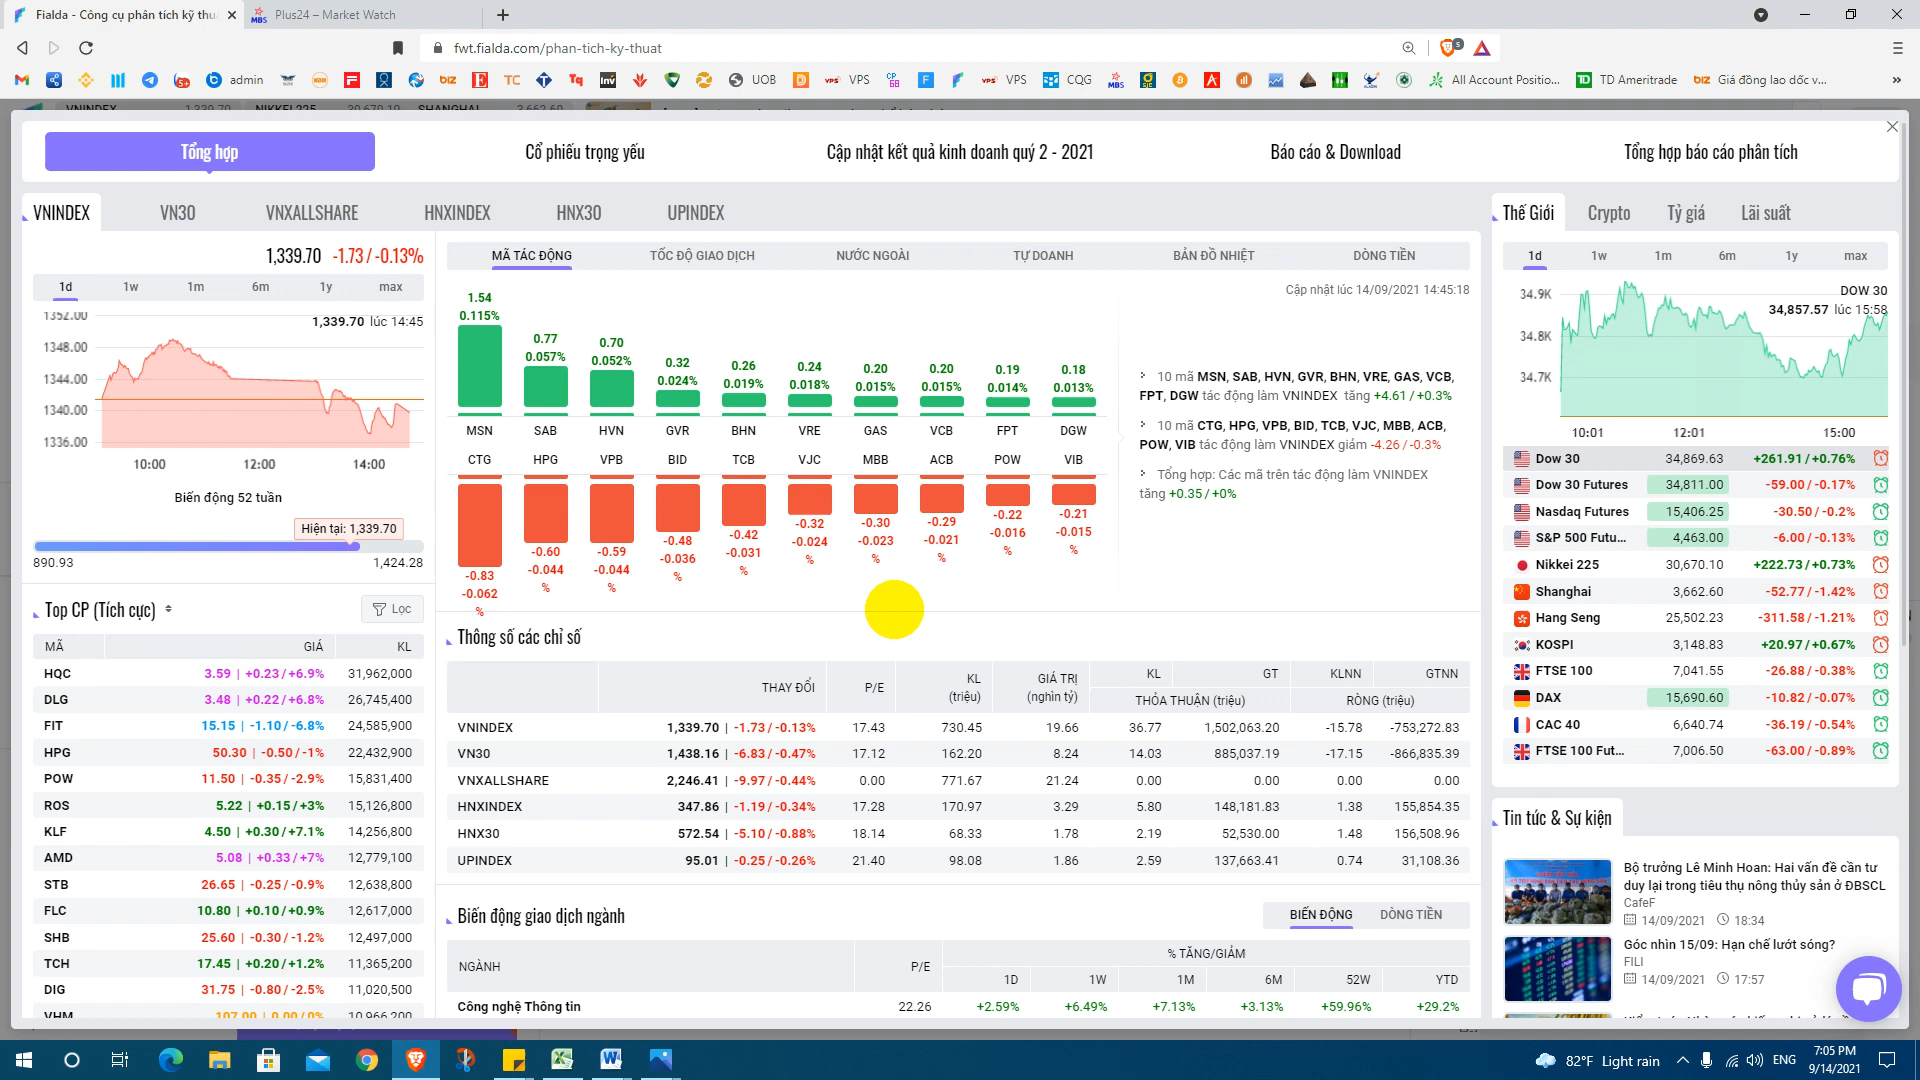 Fialda - Công cụ phân tích kỹ thu
Plus24 – Market Watch
fwt.fialda.com/phan-tich-ky-thuat
admin
UOB
VPS
VPS
CQG
MBS
All Account Positio...
TD Ameritrade
Giá đồng lao dốc v...
Tổng hợp
Cổ phiếu trọng yếu
Cập nhật kết quả kinh doanh quý 2 - 2021
Báo cáo & Download
Tổng hợp báo cáo phân tích
VNINDEX VN30 VNXALLSHARE HNXINDEX HNX30 UPINDEX
1,339.70 -1.73 / -0.13%
1d 1w 1m 6m 1y max
1,339.70 lúc 14:45
1352.00
1348.00
1344.00
1340.00
1336.00
10:00 12:00 14:00
Biến động 52 tuần
Hiện tại: 1,339.70
890.93 1,424.28
Top CP (Tích cực)
Lọc
MÃ GIÁ KL
HQC 3.59 | +0.23 / +6.9% 31,962,000
DLG 3.48 | +0.22 / +6.8% 26,745,400
FIT 15.15 | -1.10 / -6.8% 24,585,900
HPG 50.30 | -0.50 / -1% 22,432,900
POW 11.50 | -0.35 / -2.9% 15,831,400
ROS 5.22 | +0.15 / +3% 15,126,800
KLF 4.50 | +0.30 / +7.1% 14,256,800
AMD 5.08 | +0.33 / +7% 12,779,100
STB 26.65 | -0.25 / -0.9% 12,638,800
FLC 10.80 | +0.10 / +0.9% 12,617,000
SHB 25.60 | -0.30 / -1.2% 12,497,000
TCH 17.45 | +0.20 / +1.2% 11,365,200
DIG 31.75 | -0.80 / -2.5% 11,020,500
VHM 107.00 | 0.00 / 0% 10,966,200
MÃ TÁC ĐỘNG TỐC ĐỘ GIAO DỊCH NƯỚC NGOÀI TỰ DOANH BẢN ĐỒ NHIỆT DÒNG TIỀN
Cập nhật lúc 14/09/2021 14:45:18
1.54 0.77 0.70 0.32 0.26 0.24 0.20 0.20 0.19 0.18
0.115% 0.057% 0.052% 0.024% 0.019% 0.018% 0.015% 0.015% 0.014% 0.013%
MSN SAB HVN GVR BHN VRE GAS VCB FPT DGW
CTG HPG VPB BID TCB VJC MBB ACB POW VIB
-0.83 -0.60 -0.59 -0.48 -0.42 -0.32 -0.30 -0.29 -0.22 -0.21
-0.062 -0.044 -0.044 -0.036 -0.031 -0.024 -0.023 -0.021 -0.016 -0.015
% % % % % % % % % %
10 mã MSN, SAB, HVN, GVR, BHN, VRE, GAS, VCB,
FPT, DGW tác động làm VNINDEX tăng +4.61 / +0.3%
10 mã CTG, HPG, VPB, BID, TCB, VJC, MBB, ACB,
POW, VIB tác động làm VNINDEX giảm -4.26 / -0.3%
Tổng hợp: Các mã trên tác động làm VNINDEX
tăng +0.35 / +0%
Thông số các chỉ số
THAY ĐỔI P/E KL (triệu) GIÁ TRỊ (nghìn tỷ) KL GT KLNN GTNN
THỎA THUẬN (triệu) RÒNG (triệu)
VNINDEX 1,339.70 | -1.73 / -0.13% 17.43 730.45 19.66 36.77 1,502,063.20 -15.78 -753,272.83
VN30 1,438.16 | -6.83 / -0.47% 17.12 162.20 8.24 14.03 885,037.19 -17.15 -866,835.39
VNXALLSHARE 2,246.41 | -9.97 / -0.44% 0.00 771.67 21.24 0.00 0.00 0.00 0.00
HNXINDEX 347.86 | -1.19 / -0.34% 17.28 170.97 3.29 5.80 148,181.83 1.38 155,854.35
HNX30 572.54 | -5.10 / -0.88% 18.14 68.33 1.78 2.19 52,530.00 1.48 156,508.96
UPINDEX 95.01 | -0.25 / -0.26% 21.40 98.08 1.86 2.59 137,663.41 0.74 31,108.36
Biến động giao dịch ngành
BIẾN ĐỘNG DÒNG TIỀN
NGÀNH P/E % TĂNG/GIẢM
1D 1W 1M 6M 52W YTD
Công nghệ Thông tin 22.26 +2.59% +6.49% +7.13% +3.13% +59.96% +29.2%
Thế Giới Crypto Tỷ giá Lãi suất
1d 1w 1m 6m 1y max
DOW 30
34,857.57 lúc 15:58
34.9K
34.8K
34.7K
10:01 12:01 15:00
Dow 30 34,869.63 +261.91 / +0.76%
Dow 30 Futures 34,811.00 -59.00 / -0.17%
Nasdaq Futures 15,406.25 -30.50 / -0.2%
S&P 500 Futu... 4,463.00 -6.00 / -0.13%
Nikkei 225 30,670.10 +222.73 / +0.73%
Shanghai 3,662.60 -52.77 / -1.42%
Hang Seng 25,502.23 -311.58 / -1.21%
KOSPI 3,148.83 +20.97 / +0.67%
FTSE 100 7,041.55 -26.88 / -0.38%
DAX 15,690.60 -10.82 / -0.07%
CAC 40 6,640.74 -36.19 / -0.54%
FTSE 100 Fut... 7,006.50 -63.00 / -0.89%
Tin tức & Sự kiện
Bộ trưởng Lê Minh Hoan: Hai vấn đề cần tư
duy lại trong tiêu thụ nông thủy sản ở ĐBSCL
CafeF
14/09/2021 18:34
Góc nhìn 15/09: Hạn chế lướt sóng?
FILI
14/09/2021 17:57
82°F Light rain
ENG
7:05 PM
9/14/2021